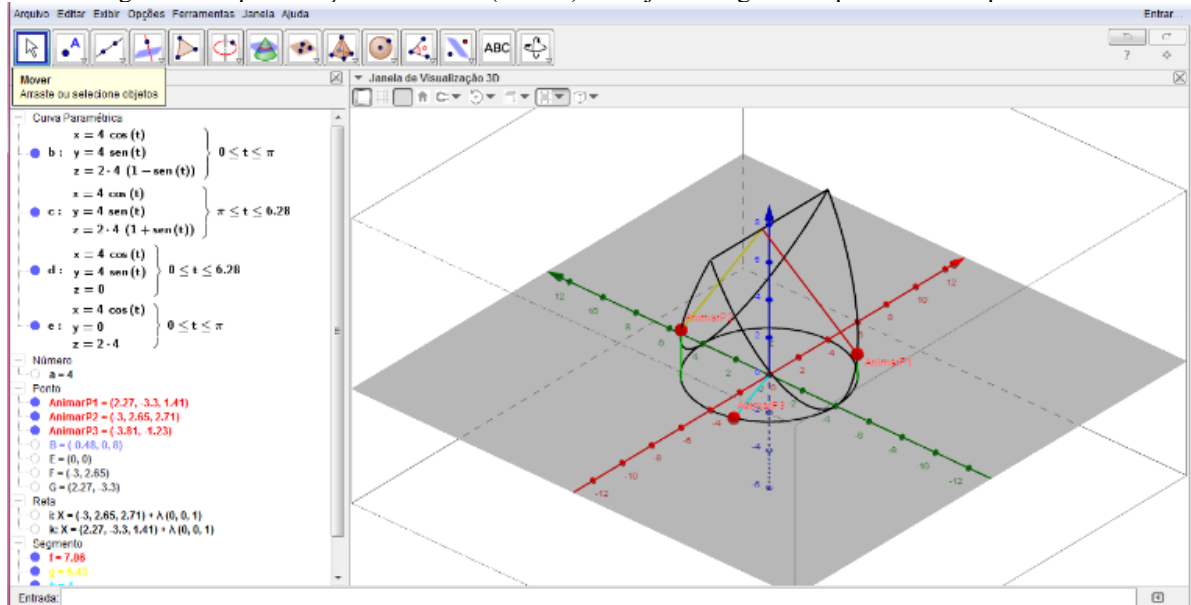 Arquivo Editar Exibir Opções Ferramentas Janela Ajuda
Entrar...
ABC
Mover
Arraste ou selecione objetos
Janela de Visualização 3D
Curva Paramétrica
x = 4 cos (t)
b : y = 4 sen (t) 0 ≤ t ≤ π
z = 2 · 4 (1 − sen (t))
x = 4 cos (t)
c : y = 4 sen (t) π ≤ t ≤ 6.28
z = 2 · 4 (1 + sen (t))
x = 4 cos (t)
d : y = 4 sen (t) 0 ≤ t ≤ 6.28
z = 0
x = 4 cos (t)
e : y = 0 0 ≤ t ≤ π
z = 2 · 4
Número
a = 4
Ponto
AnimarP1 = (2.27, -3.3, 1.41)
AnimarP2 = (-3, 2.65, 2.71)
AnimarP3 = (-3.81, -1.23)
B = (-0.48, 0, 8)
E = (0, 0)
F = (-3, 2.65)
G = (2.27, -3.3)
Reta
i: X = (-3, 2.65, 2.71) + λ (0, 0, 1)
k: X = (2.27, -3.3, 1.41) + λ (0, 0, 1)
Segmento
f = 7.86
Entrada:
AnimarP1
AnimarP3